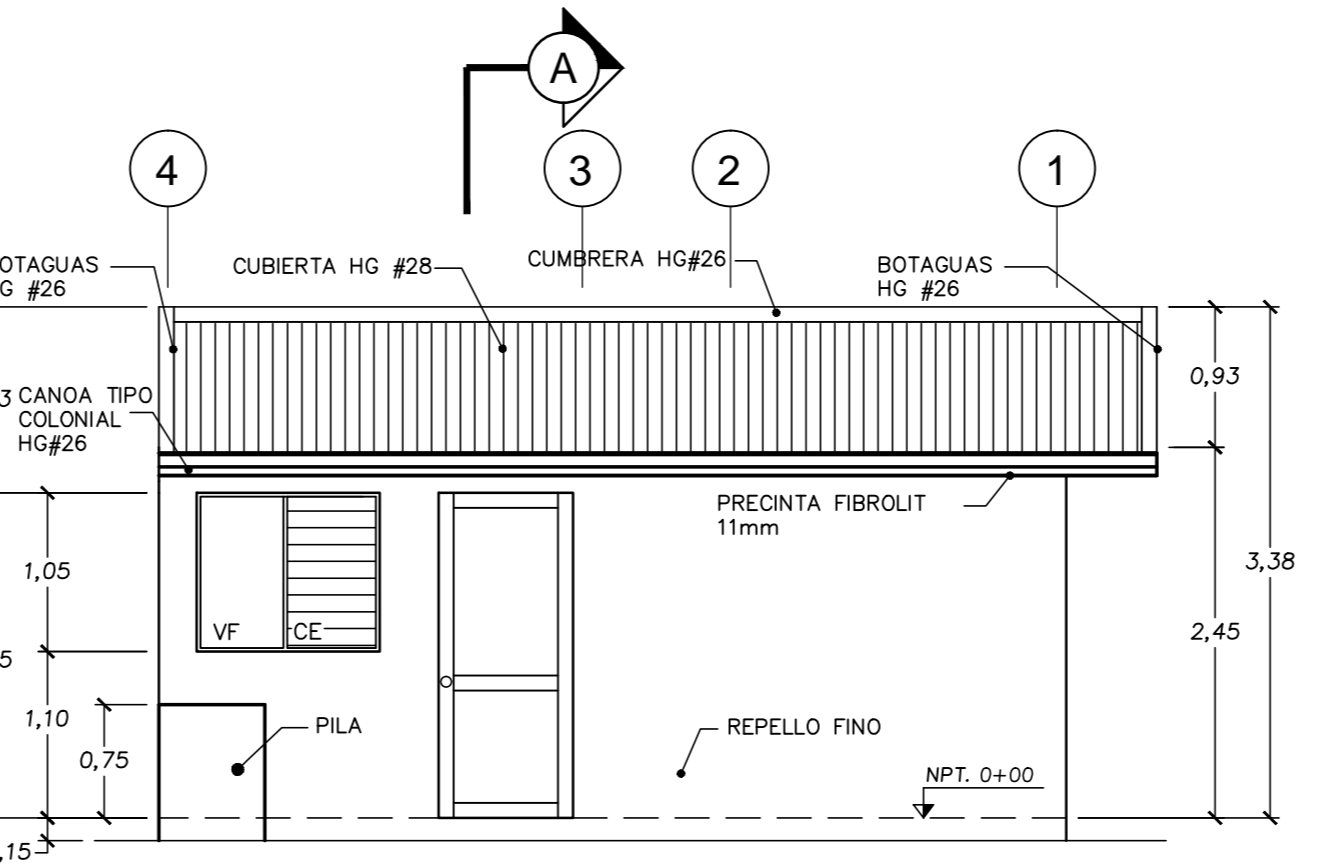 A
4
3
2
1
OTAGUAS
G #26
CUBIERTA HG #28
CUMBRERA HG#26
BOTAGUAS
HG #26
0,93
3
CANOA TIPO
COLONIAL
HG#26
PRECINTA FIBROLIT
11mm
1,05
3,38
VF
CE
2,45
5
1,10
0,75
PILA
REPELLO FINO
NPT. 0+00
,15